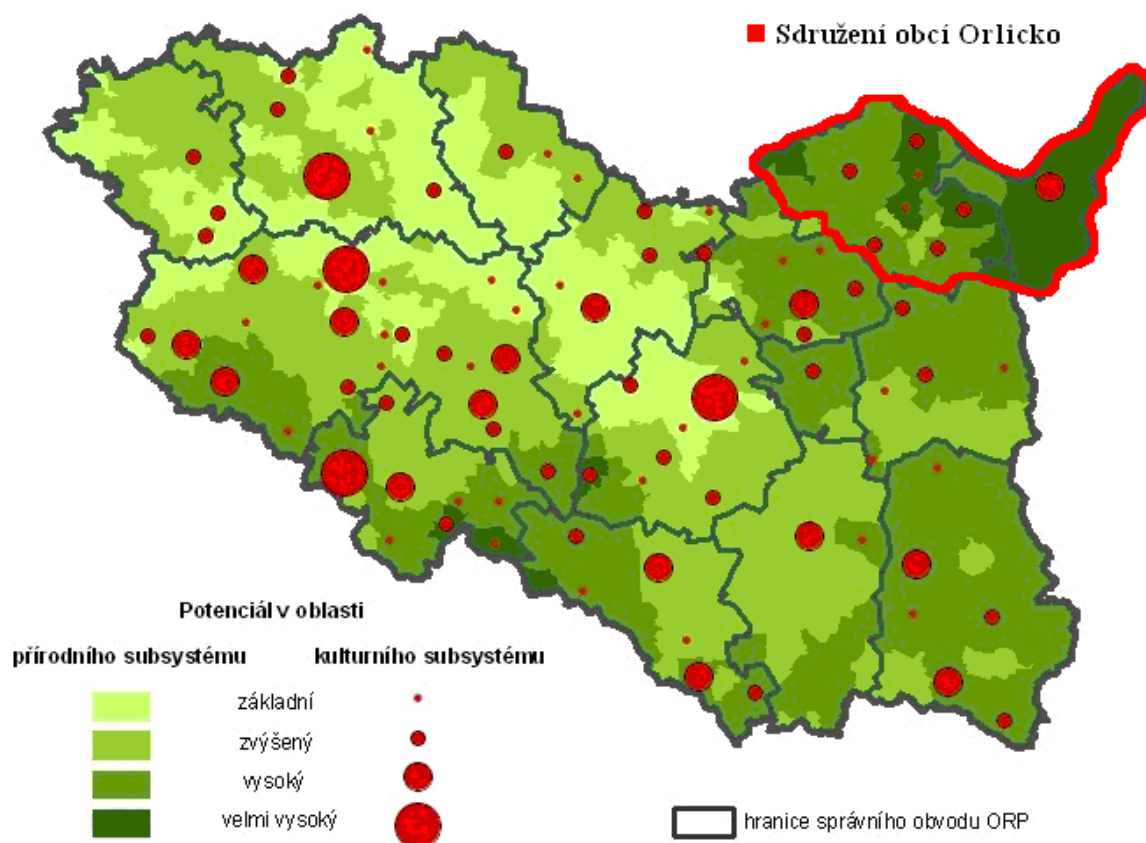 Sdružení obcí Orlicko
Potenciál v oblasti
přírodního subsystému
kulturního subsystému
základní
zvýšený
vysoký
velmi vysoký
hranice správního obvodu ORP